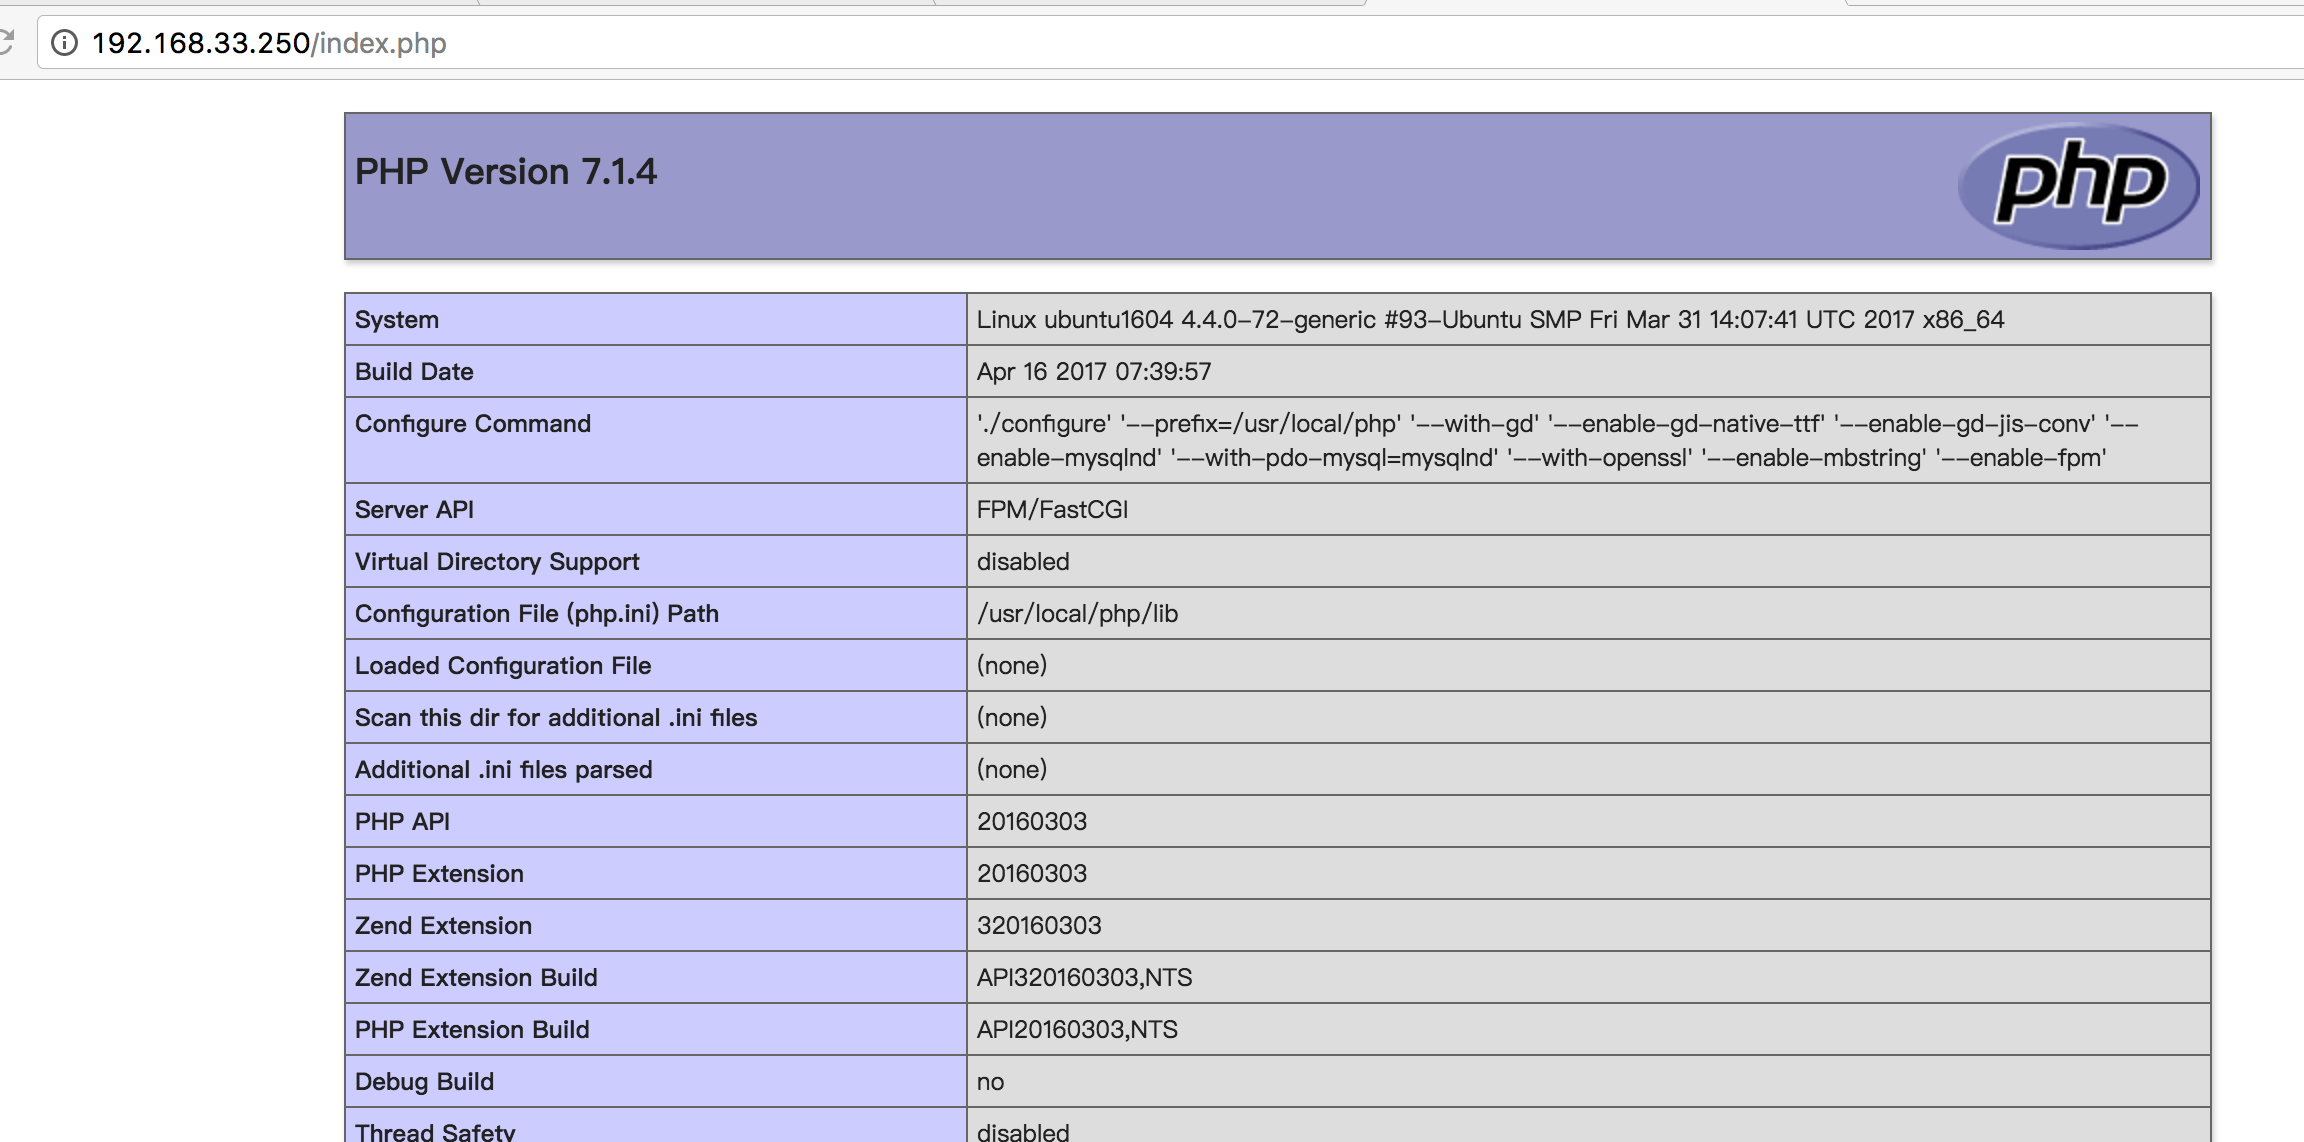 192.168.33.250/index.php
PHP Version 7.1.4
php
System Linux ubuntu1604 4.4.0-72-generic #93-Ubuntu SMP Fri Mar 31 14:07:41 UTC 2017 x86_64
Build Date Apr 16 2017 07:39:57
Configure Command './configure' '--prefix=/usr/local/php' '--with-gd' '--enable-gd-native-ttf' '--enable-gd-jis-conv' '--
enable-mysqlnd' '--with-pdo-mysql=mysqlnd' '--with-openssl' '--enable-mbstring' '--enable-fpm'
Server API FPM/FastCGI
Virtual Directory Support disabled
Configuration File (php.ini) Path /usr/local/php/lib
Loaded Configuration File (none)
Scan this dir for additional .ini files (none)
Additional .ini files parsed (none)
PHP API 20160303
PHP Extension 20160303
Zend Extension 320160303
Zend Extension Build API320160303,NTS
PHP Extension Build API20160303,NTS
Debug Build no
Thread Safety disabled